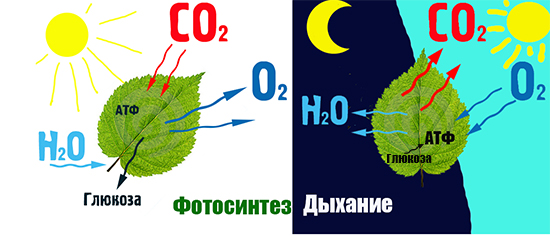 CO2
O2
АТФ
H2O
Глюкоза
Фотосинтез
CO2
O2
H2O
АТФ
Глюкоза
Дыхание